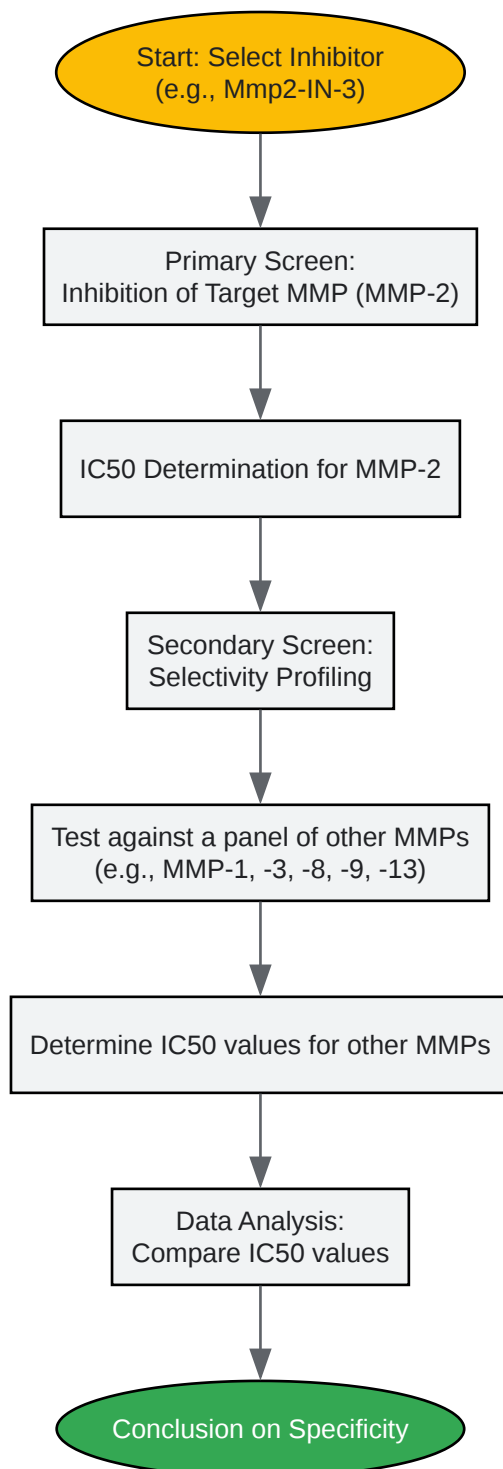 Start: Select Inhibitor
(e.g., Mmp2-IN-3)
Primary Screen:
Inhibition of Target MMP (MMP-2)
IC50 Determination for MMP-2
Secondary Screen:
Selectivity Profiling
Test against a panel of other MMPs
(e.g., MMP-1, -3, -8, -9, -13)
Determine IC50 values for other MMPs
Data Analysis:
Compare IC50 values
Conclusion on Specificity